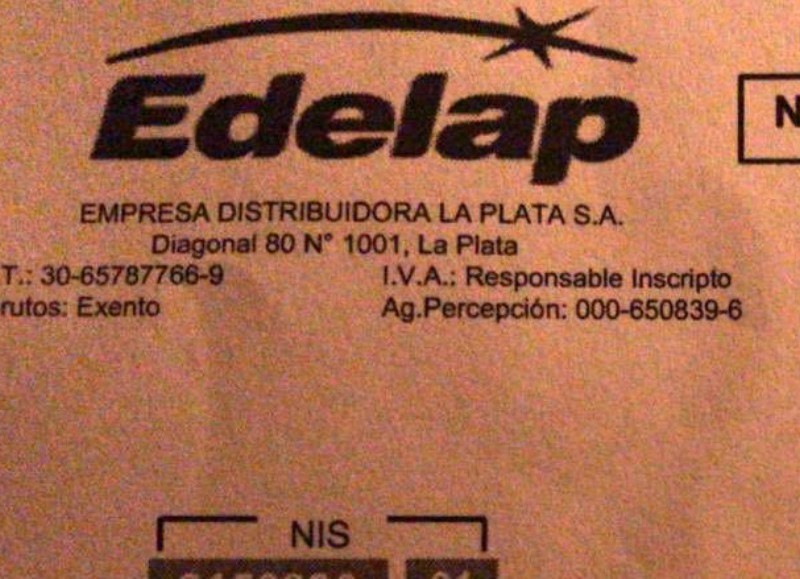 Edelap
N
EMPRESA DISTRIBUIDORA LA PLATA S.A.
Diagonal 80 N° 1001, La Plata
T.: 30-65787766-9 I.V.A.: Responsable Inscripto
rutos: Exento Ag.Percepción: 000-650839-6
NIS